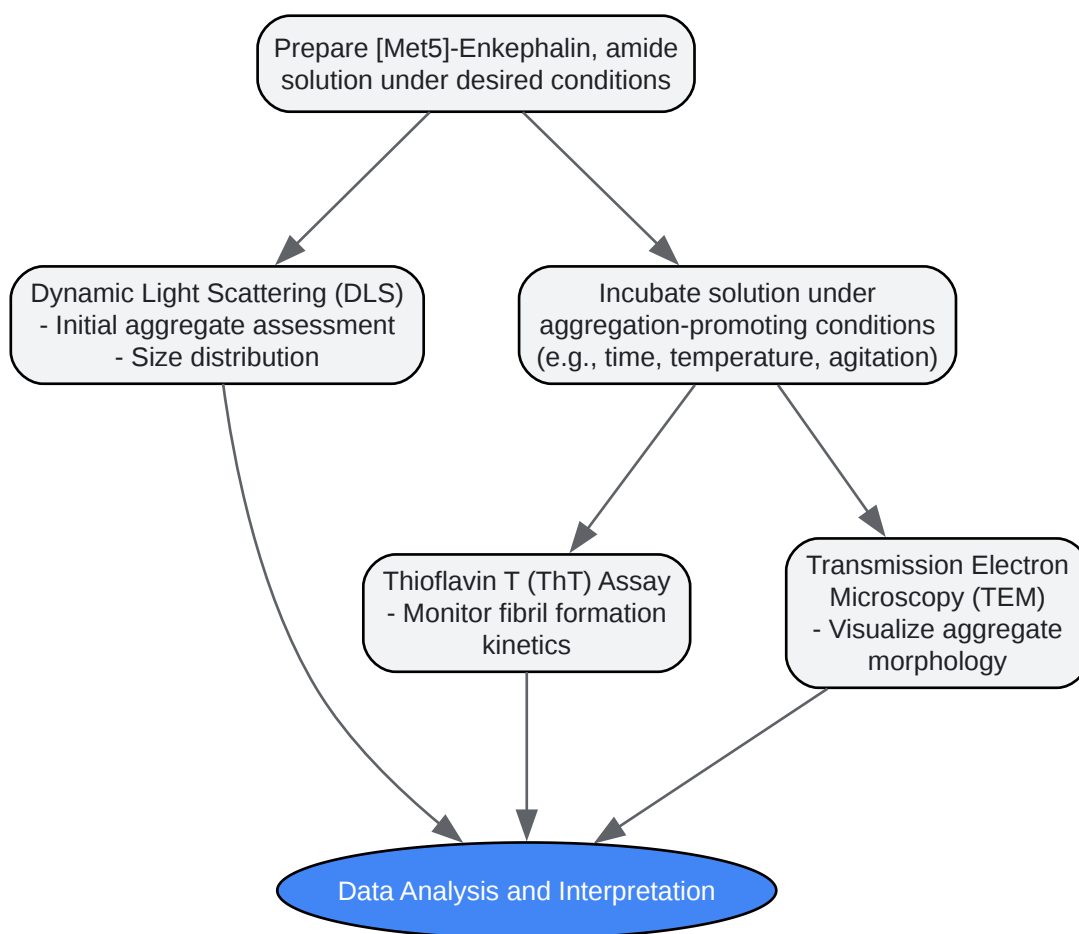 Prepare [Met5]-Enkephalin, amide
solution under desired conditions
Dynamic Light Scattering (DLS)
- Initial aggregate assessment
- Size distribution
Incubate solution under
aggregation-promoting conditions
(e.g., time, temperature, agitation)
Thioflavin T (ThT) Assay
- Monitor fibril formation
kinetics
Transmission Electron
Microscopy (TEM)
- Visualize aggregate
morphology
Data Analysis and Interpretation